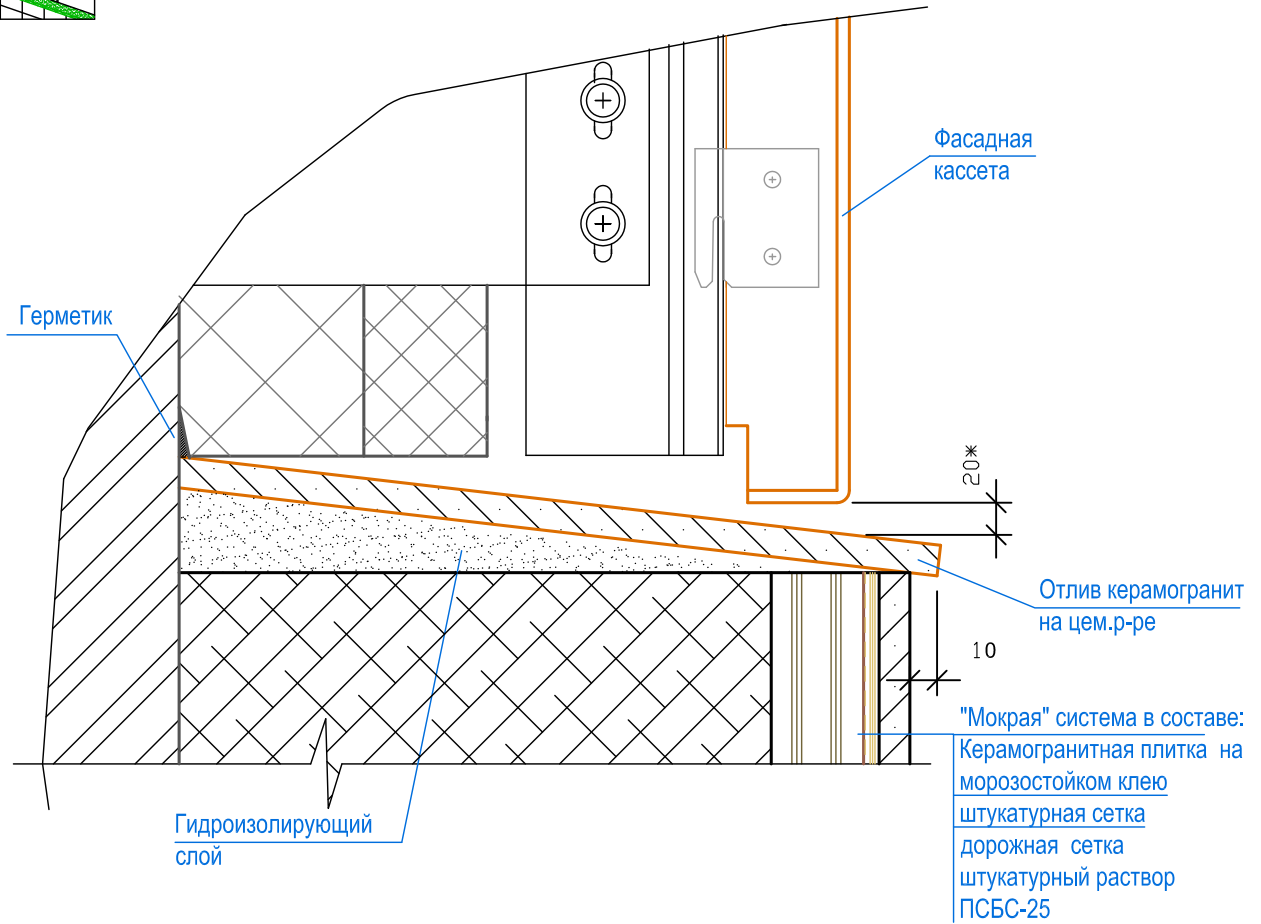 Фасадная
кассета
Герметик
20*
Отлив керамогранит
на цем.р-ре
10
"Мокрая" система в составе:
Керамогранитная плитка на
морозостойком клею
штукатурная сетка
дорожная сетка
штукатурный раствор
ПСБС-25
Гидроизолирующий
слой